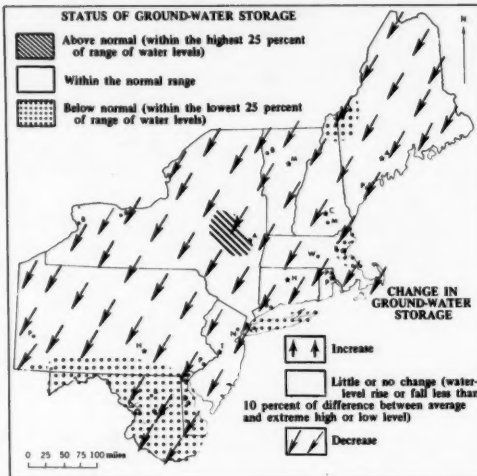 STATUS OF GROUND-WATER STORAGE
Above normal (within the highest 25 percent
of range of water levels)
Within the normal range
Below normal (within the lowest 25 percent
of range of water levels)
N
CHANGE IN
GROUND-WATER
STORAGE
Increase
Little or no change (water-
level rise or fall less than
10 percent of difference between average
and extreme high or low level)
Decrease
0 25 50 75 100 miles